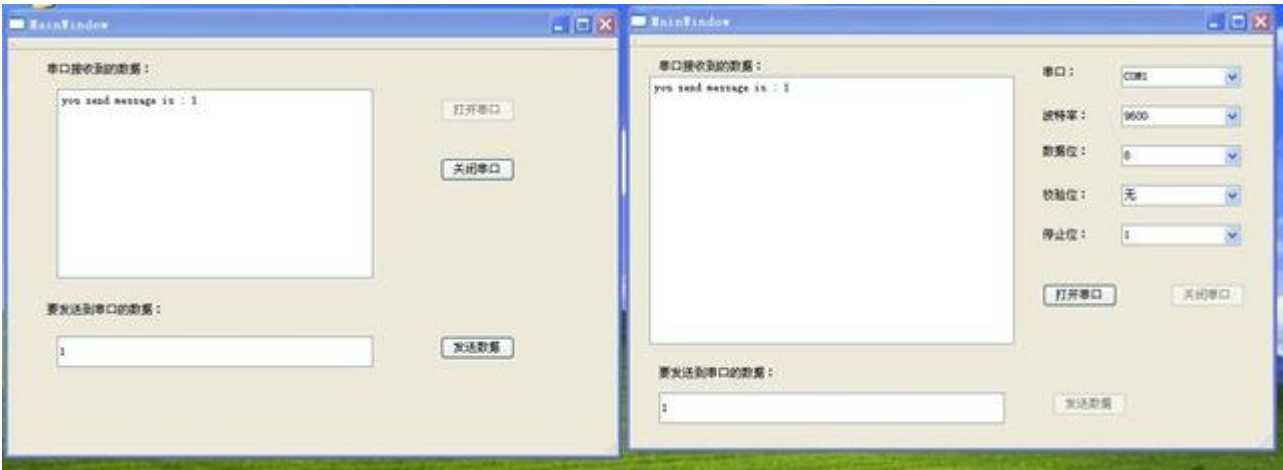 MainWindow
串口接收到的数据：
you send message is : 1
打开串口
关闭串口
要发送到串口的数据：
1
发送数据
MainWindow
串口接收到的数据：
you send message is : 1
串口：
COM1
波特率：
9600
数据位：
8
校验位：
无
停止位：
1
打开串口
关闭串口
要发送到串口的数据：
1
发送数据